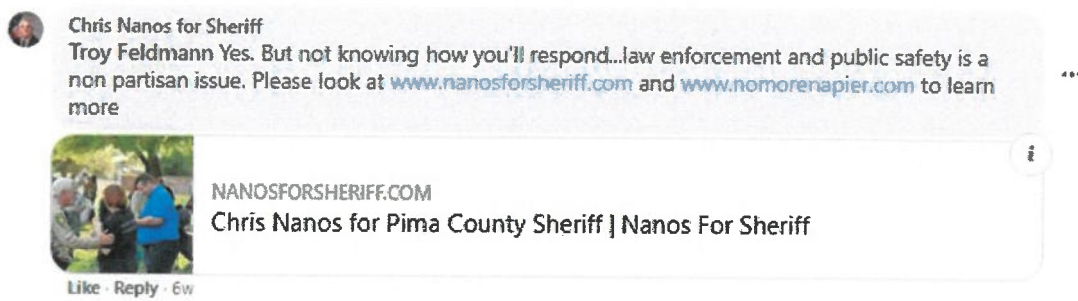 Chris Nanos for Sheriff
Troy Feldmann Yes. But not knowing how you'll respond...law enforcement and public safety is a
non partisan issue. Please look at www.nanosforsheriff.com and www.nomorenapier.com to learn
more
NANOSFORSHERIFF.COM
Chris Nanos for Pima County Sheriff | Nanos For Sheriff
Like · Reply · 6w